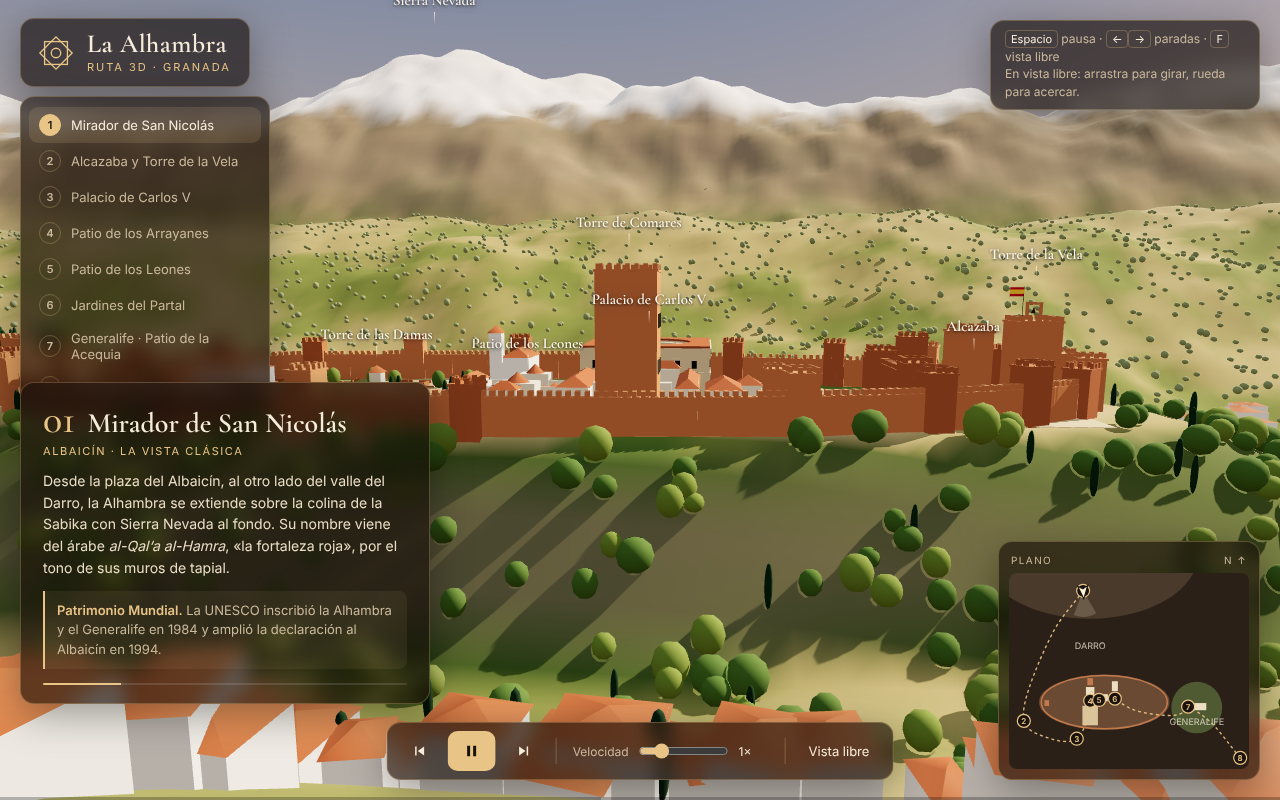 Sierra Nevada
La Alhambra
RUTA 3D · GRANADA
Espacio pausa · ← → paradas · F
vista libre
En vista libre: arrastra para girar, rueda
para acercar.
1 Mirador de San Nicolás
2 Alcazaba y Torre de la Vela
3 Palacio de Carlos V
4 Patio de los Arrayanes
5 Patio de los Leones
6 Jardines del Partal
7 Generalife · Patio de la
Acequia
Torre de Comares
Torre de la Vela
Palacio de Carlos V
Alcazaba
Torre de las Damas
Patio de los Leones
01 Mirador de San Nicolás
ALBAICÍN · LA VISTA CLÁSICA
Desde la plaza del Albaicín, al otro lado del valle del
Darro, la Alhambra se extiende sobre la colina de la
Sabika con Sierra Nevada al fondo. Su nombre viene
del árabe al-Qal‘a al-Hamra, «la fortaleza roja», por el
tono de sus muros de tapial.
Patrimonio Mundial. La UNESCO inscribió la Alhambra
y el Generalife en 1984 y amplió la declaración al
Albaicín en 1994.
PLANO N ↑
DARRO
4 5 6
7
GENERALIFE
2
3
8
Velocidad 1× Vista libre